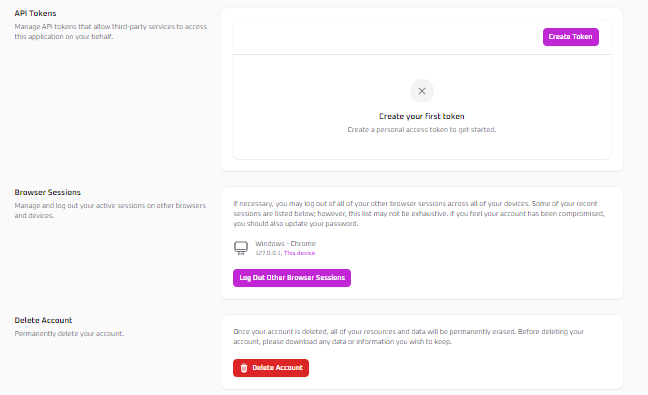 API Tokens
Manage API tokens that allow third-party services to access
this application on your behalf.
Create Token
Create your first token
Create a personal access token to get started.
Browser Sessions
Manage and log out your active sessions on other browsers
and devices.
If necessary, you may log out of all of your other browser sessions across all of your devices. Some of your recent
sessions are listed below; however, this list may not be exhaustive. If you feel your account has been compromised,
you should also update your password.
Windows - Chrome
127.0.0.1, This device
Log Out Other Browser Sessions
Delete Account
Permanently delete your account.
Once your account is deleted, all of your resources and data will be permanently erased. Before deleting your
account, please download any data or information you wish to keep.
Delete Account